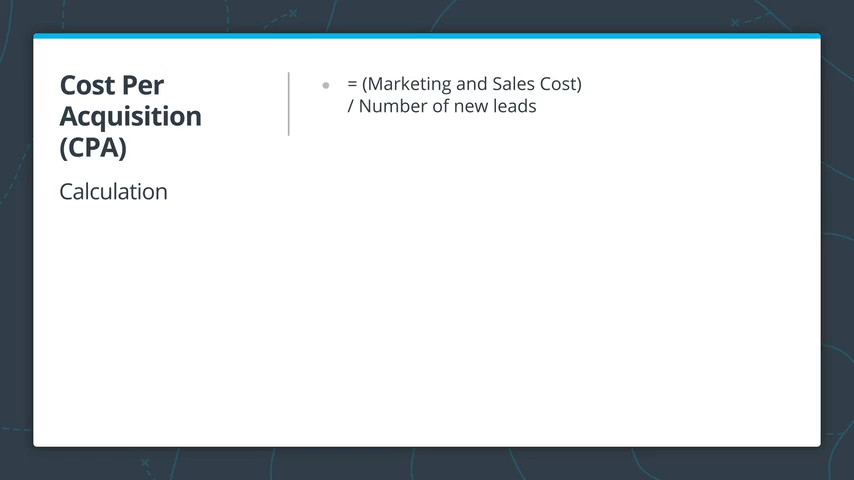 Cost Per
Acquisition
(CPA)
Calculation
= (Marketing and Sales Cost)
/ Number of new leads